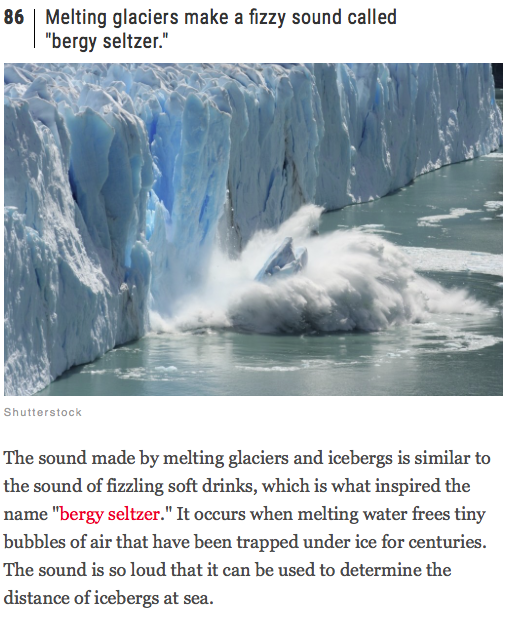 86 Melting glaciers make a fizzy sound called
"bergy seltzer."
Shutterstock
The sound made by melting glaciers and icebergs is similar to
the sound of fizzling soft drinks, which is what inspired the
name "bergy seltzer." It occurs when melting water frees tiny
bubbles of air that have been trapped under ice for centuries.
The sound is so loud that it can be used to determine the
distance of icebergs at sea.